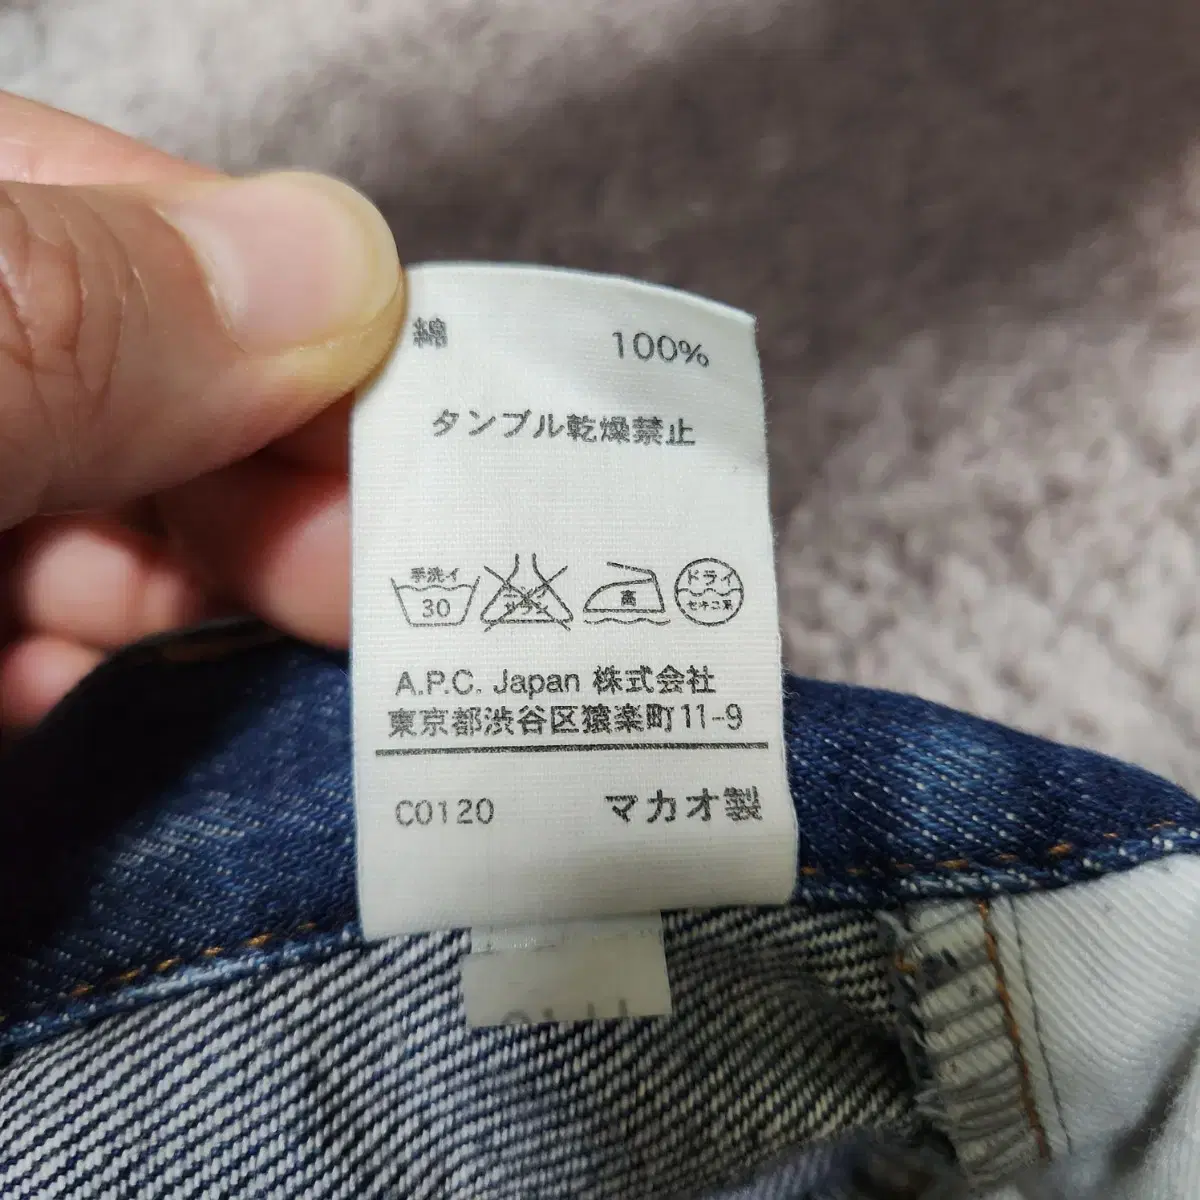 綿 100%
タンブル乾燥禁止
手洗イ 30
高
ドライ セキユ系
A.P.C. Japan 株式会社
東京都渋谷区猿楽町11-9
C0120 マカオ製